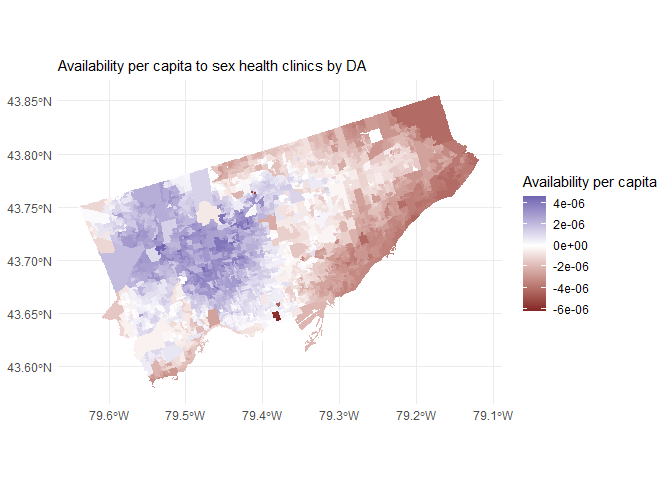 Availability per capita to sex health clinics by DA
43.85°N
43.80°N
43.75°N
43.70°N
43.65°N
43.60°N
79.6°W
79.5°W
79.4°W
79.3°W
79.2°W
79.1°W
Availability per capita
4e-06
2e-06
0e+00
-2e-06
-4e-06
-6e-06